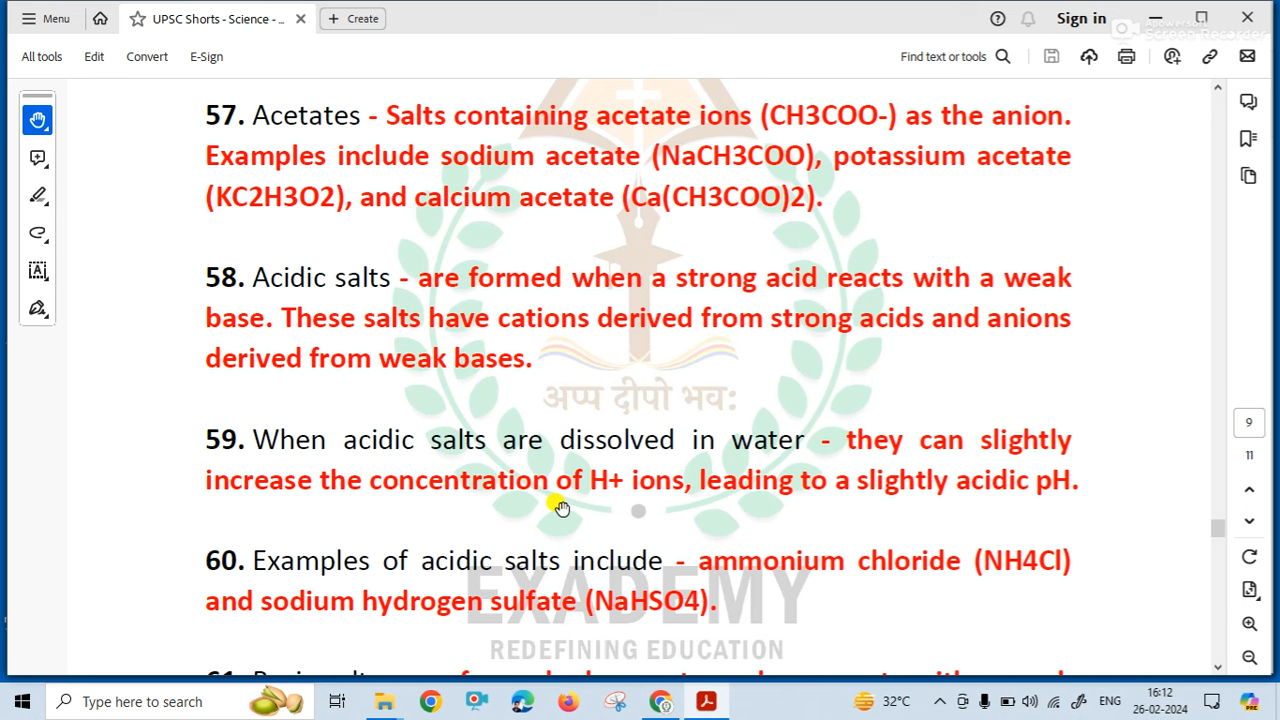 Menu
UPSC Shorts - Science - ...
Create
Sign in
Apowersoft
Screen Recorder
All tools
Edit
Convert
E-Sign
Find text or tools
57. Acetates - Salts containing acetate ions (CH3COO-) as the anion.
Examples include sodium acetate (NaCH3COO), potassium acetate
(KC2H3O2), and calcium acetate (Ca(CH3COO)2).
58. Acidic salts - are formed when a strong acid reacts with a weak
base. These salts have cations derived from strong acids and anions
derived from weak bases.
अप्प दीपो भव:
59. When acidic salts are dissolved in water - they can slightly
increase the concentration of H+ ions, leading to a slightly acidic pH.
60. Examples of acidic salts include - ammonium chloride (NH4Cl)
and sodium hydrogen sulfate (NaHSO4).
EXADEMY
REDEFINING EDUCATION
9
11
Type here to search
32°C
ENG
16:12
26-02-2024